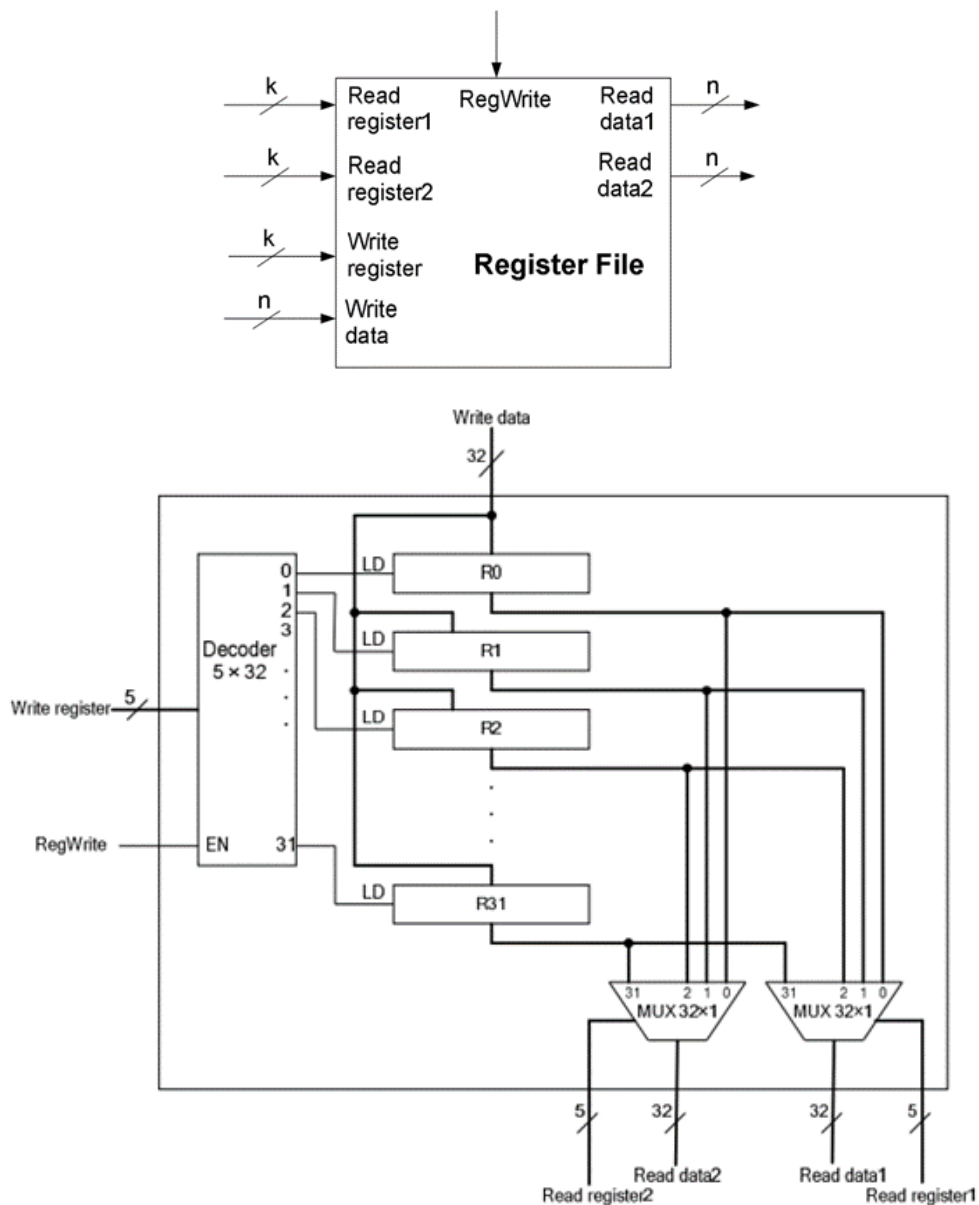 k
Read
register1
RegWrite
Read
data1
n
k
Read
register2
Read
data2
n
k
Write
register
Register File
n
Write
data
Write data
32
Decoder
5 × 32
0
1
2
3
.
.
.
31
EN
Write register
5
RegWrite
LD
R0
LD
R1
LD
R2
.
.
.
LD
R31
31 2 1 0
MUX 32×1
31 2 1 0
MUX 32×1
5
32
32
5
Read data2
Read data1
Read register2
Read register1